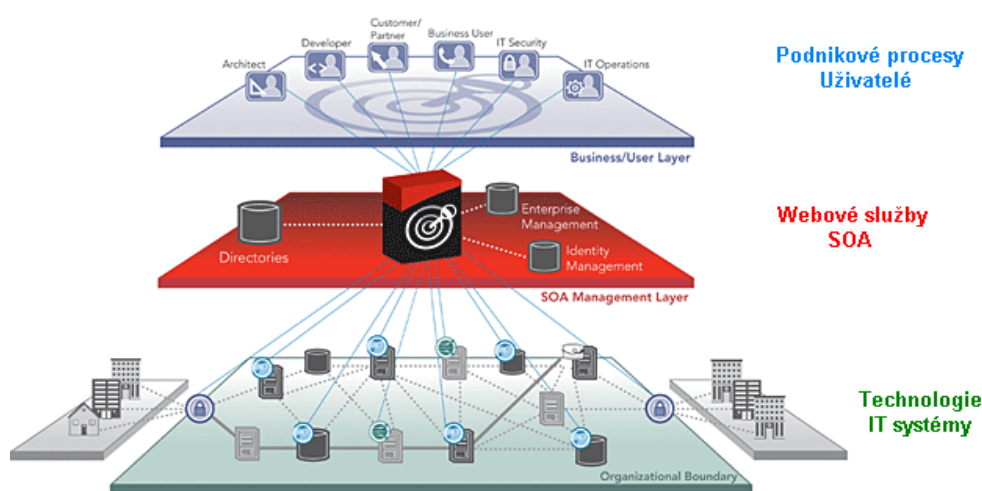 Customer/
Partner
Business User
Developer
IT Security
Architect
IT Operations
Podnikové procesy
Uživatelé
Business/User Layer
Enterprise
Management
Directories
Identity
Management
Webové služby
SOA
SOA Management Layer
Technologie
IT systémy
Organizational Boundary